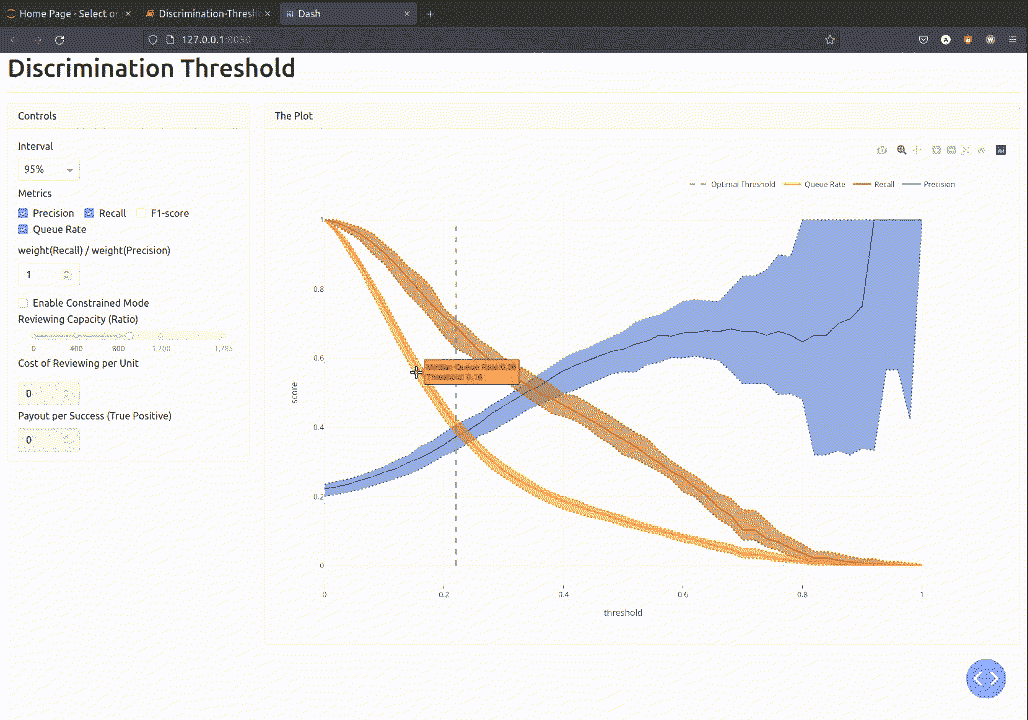 Home Page - Select or
Discrimination-Thresh
Dash
127.0.0.1:8050
Discrimination Threshold
Controls
The Plot
Interval
95%
Metrics
Precision Recall F1-score
Queue Rate
weight(Recall) / weight(Precision)
1
Enable Constrained Mode
Reviewing Capacity (Ratio)
0 400 800 1,200 1,785
Cost of Reviewing per Unit
0
Payout per Success (True Positive)
0
Optimal Threshold Queue Rate Recall Precision
1
0.8
0.6
0.4
0.2
0
score
Median Queue Rate:0.56
Threshold:0.16
0 0.2 0.4 0.6 0.8 1
threshold